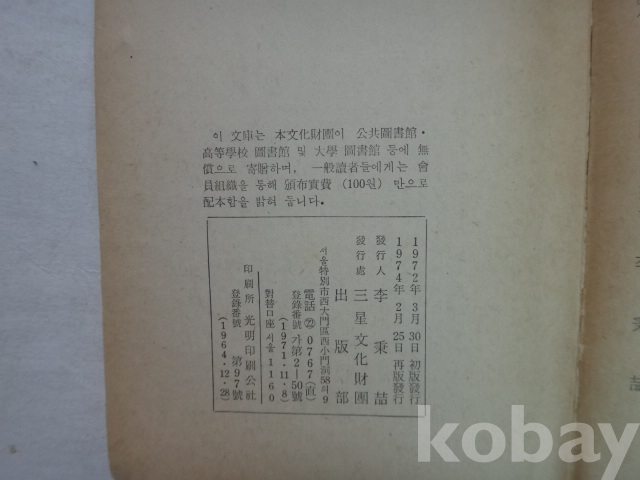 이 文庫는 本文化財團이 公共圖書館·
高等學校 圖書館 및 大學 圖書館 등에 無
償으로 寄贈하며, 一般讀者들에게는 會
員組織을 통해 頒布實費 (100원) 만으로
配本함을 밝혀 둡니다.
1972年 3月 30日 初版發行
1974年 2月 25日 再版發行
發行人 李秉喆
發行處 三星文化財團
出版部
서울特別市西大門區西小門洞58의9
電話 ㉒ 0767(直)
登錄番號 가第2—50號
(1971.11.8)
對替口座 서울 1160
印刷所 光明印刷公社
登錄番號 第97號
(1964.12.28)
秉
喆
kobay